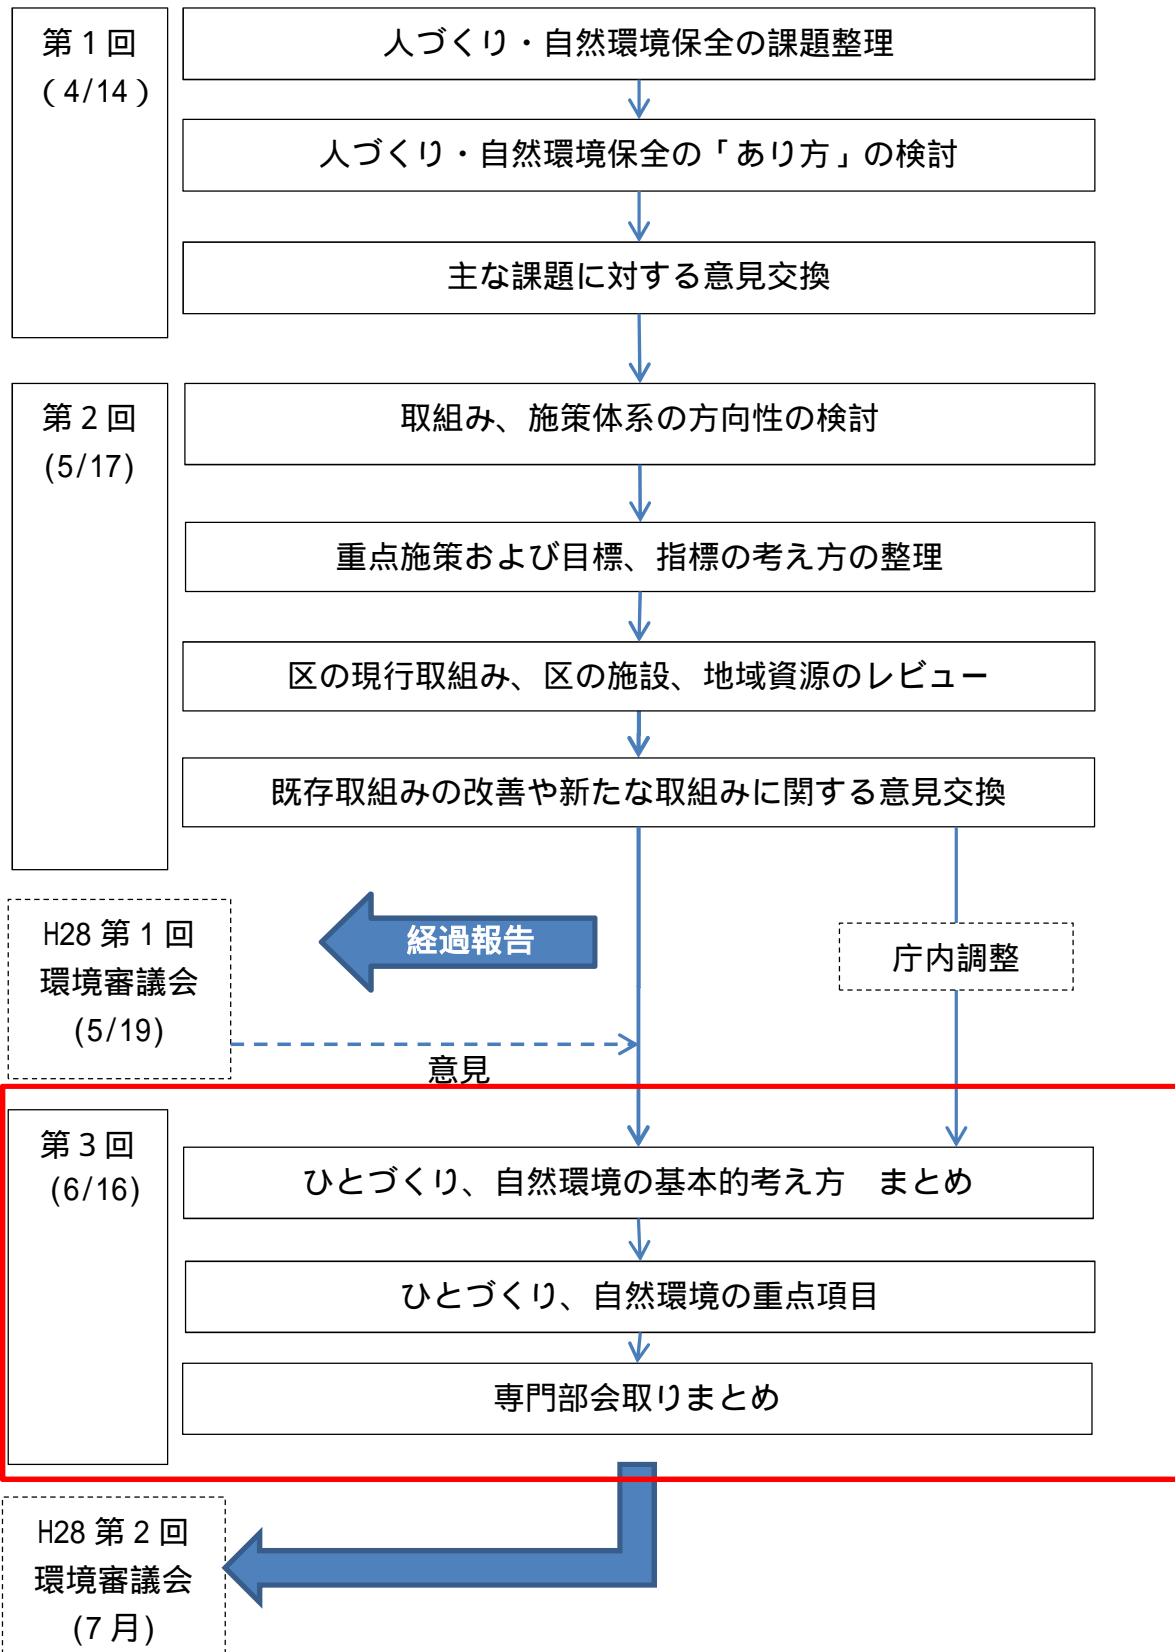 第１回
（4/14）
人づくり・自然環境保全の課題整理
人づくり・自然環境保全の「あり方」の検討
主な課題に対する意見交換
第２回
(5/17)
取組み、施策体系の方向性の検討
重点施策および目標、指標の考え方の整理
区の現行取組み、区の施設、地域資源のレビュー
既存取組みの改善や新たな取組みに関する意見交換
H28 第１回
環境審議会
(5/19)
経過報告
庁内調整
意見
第３回
(6/16)
ひとづくり、自然環境の基本的考え方　まとめ
ひとづくり、自然環境の重点項目
専門部会取りまとめ
H28 第２回
環境審議会
(7 月)